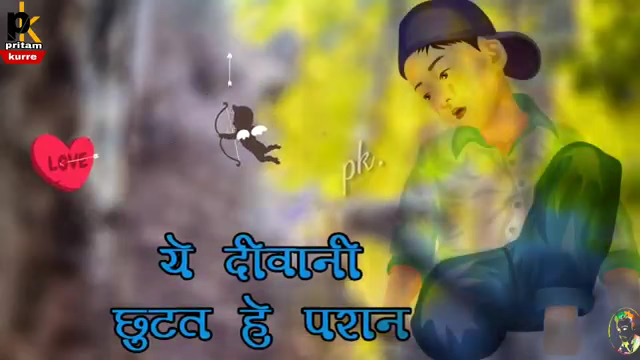 pk
pritam
kurre
LOVE
pk.
ये दीवानी
छुटत हे परान